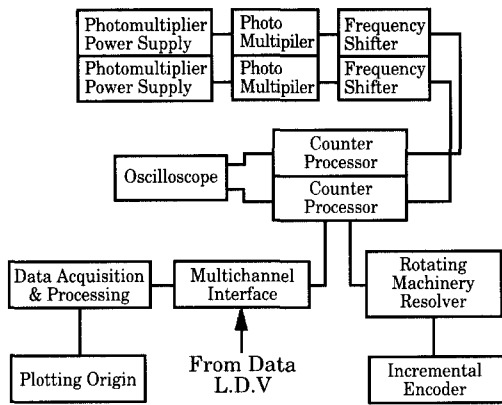 Photomultiplier
Power Supply
Photo
Multipiler
Frequency
Shifter
Photomultiplier
Power Supply
Photo
Multipiler
Frequency
Shifter
Counter
Processor
Oscilloscope
Counter
Processor
Data Acquisition
& Processing
Multichannel
Interface
Rotating
Machinery
Resolver
From Data
L.D.V
Plotting Origin
Incremental
Encoder